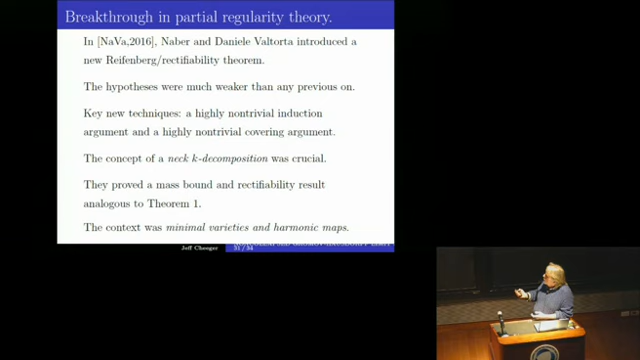 Breakthrough in partial regularity theory.
In [NaVa,2016], Naber and Daniele Valtorta introduced a
new Reifenberg/rectifiability theorem.
The hypotheses were much weaker than any previous on.
Key new techniques: a highly nontrivial induction
argument and a highly nontrivial covering argument.
The concept of a neck k-decomposition was crucial.
They proved a mass bound and rectifiability result
analogous to Theorem 1.
The context was minimal varieties and harmonic maps.
Jeff Cheeger
31 / 34